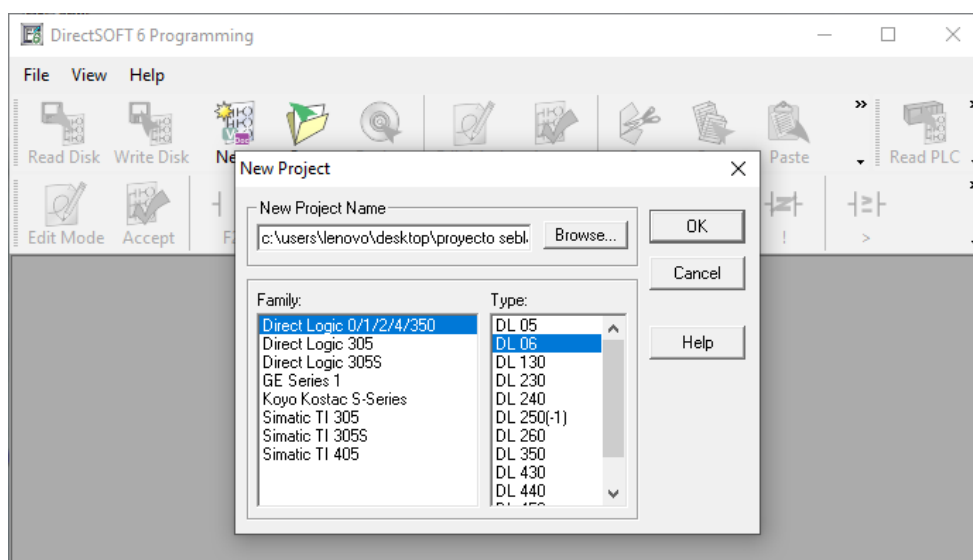 DirectSOFT 6 Programming
File View Help
Read Disk Write Disk Paste Read PLC
New Project
New Project Name
c:\users\lenovo\desktop\proyecto sebl
Browse...
OK
Cancel
Help
Edit Mode Accept ! >
Family:
Direct Logic 0/1/2/4/350
Direct Logic 305
Direct Logic 305S
GE Series 1
Koyo Kostac S-Series
Simatic TI 305
Simatic TI 305S
Simatic TI 405
Type:
DL 05
DL 06
DL 130
DL 230
DL 240
DL 250(-1)
DL 260
DL 350
DL 430
DL 440